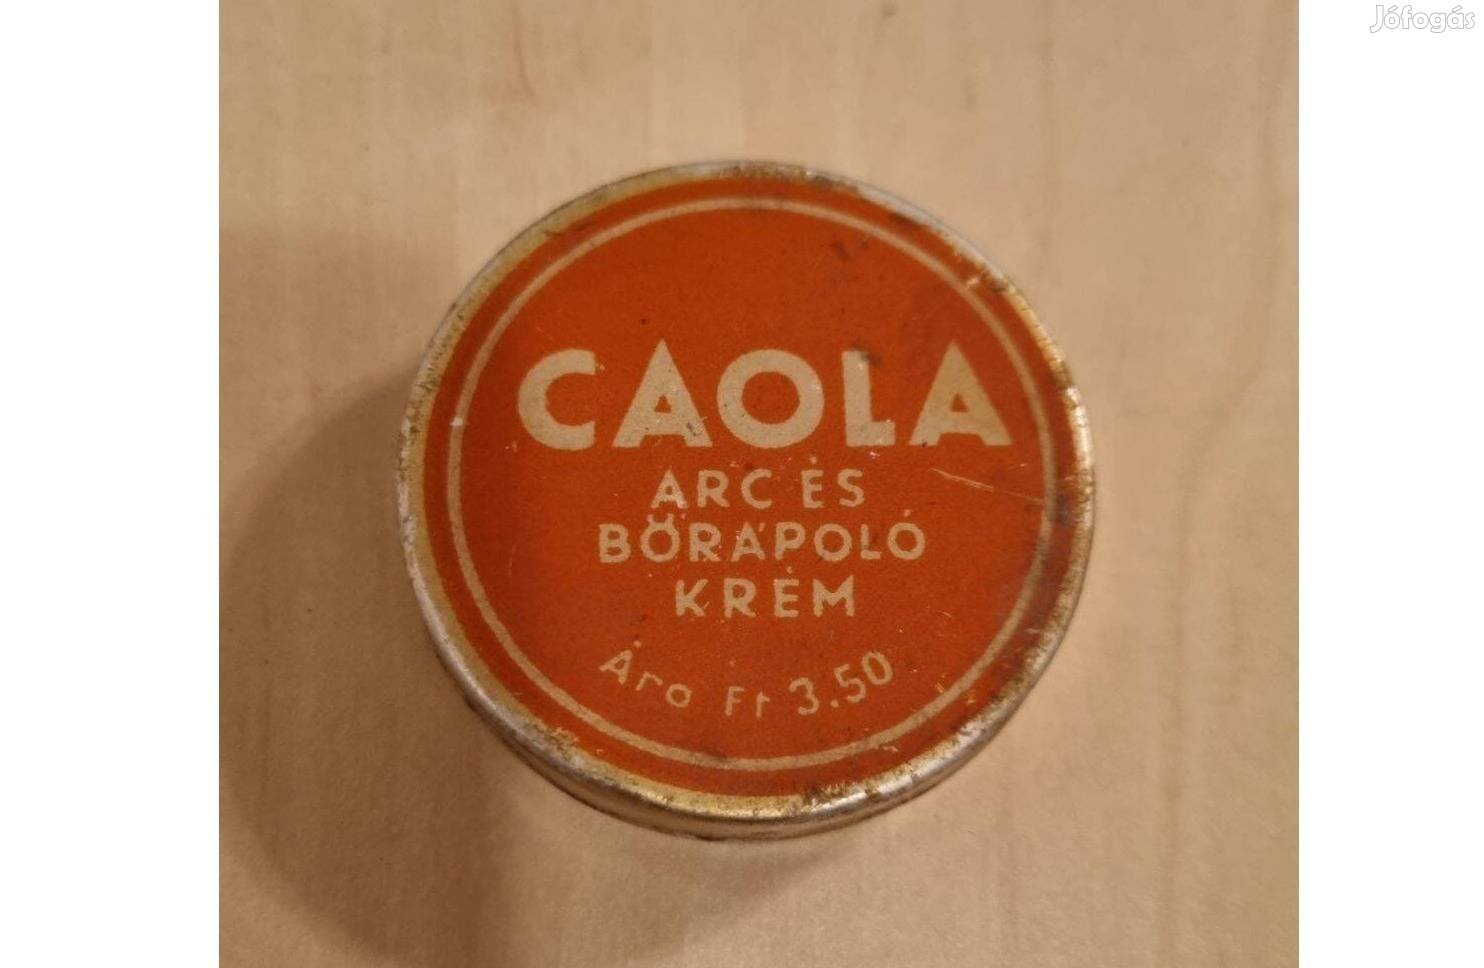 Jófogás
CAOLA
ARC ÉS
BŐRÁPOLÓ
KRÉM
Ára Ft 3.50